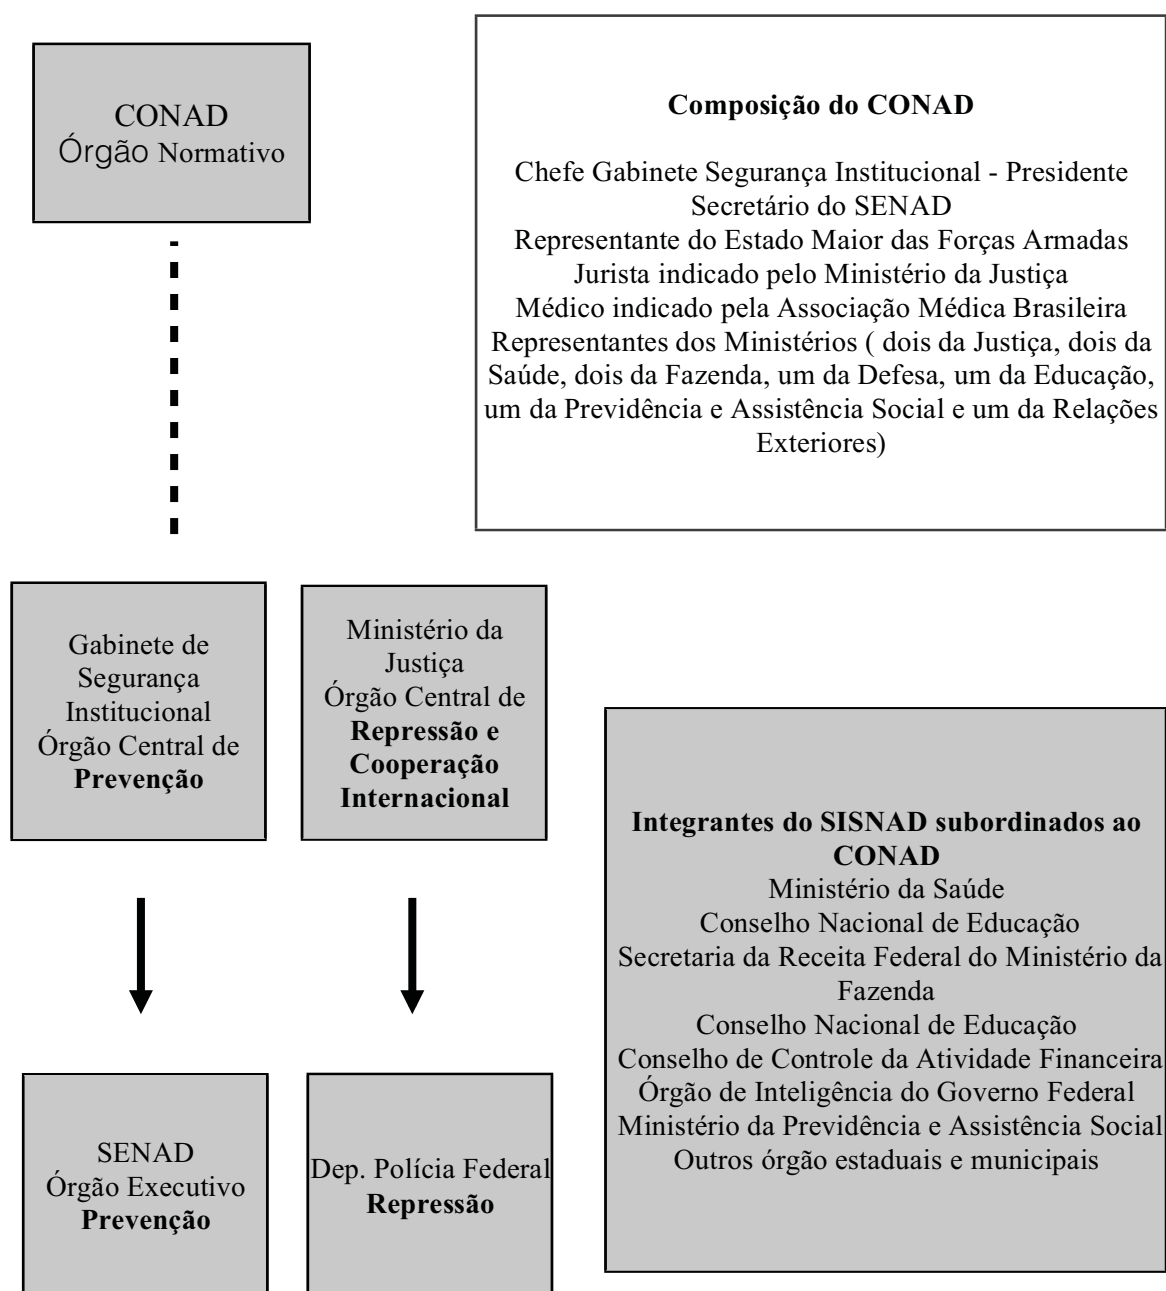 CONAD
Órgão Normativo
Composição do CONAD
Chefe Gabinete Segurança Institucional - Presidente
Secretário do SENAD
Representante do Estado Maior das Forças Armadas
Jurista indicado pelo Ministério da Justiça
Médico indicado pela Associação Médica Brasileira
Representantes dos Ministérios ( dois da Justiça, dois da
Saúde, dois da Fazenda, um da Defesa, um da Educação,
um da Previdência e Assistência Social e um da Relações
Exteriores)
Gabinete de
Segurança
Institucional
Órgão Central de
Prevenção
Ministério da
Justiça
Órgão Central de
Repressão e
Cooperação
Internacional
Integrantes do SISNAD subordinados ao
CONAD
Ministério da Saúde
Conselho Nacional de Educação
Secretaria da Receita Federal do Ministério da
Fazenda
Conselho Nacional de Educação
Conselho de Controle da Atividade Financeira
Órgão de Inteligência do Governo Federal
Ministério da Previdência e Assistência Social
Outros órgão estaduais e municipais
SENAD
Órgão Executivo
Prevenção
Dep. Polícia Federal
Repressão